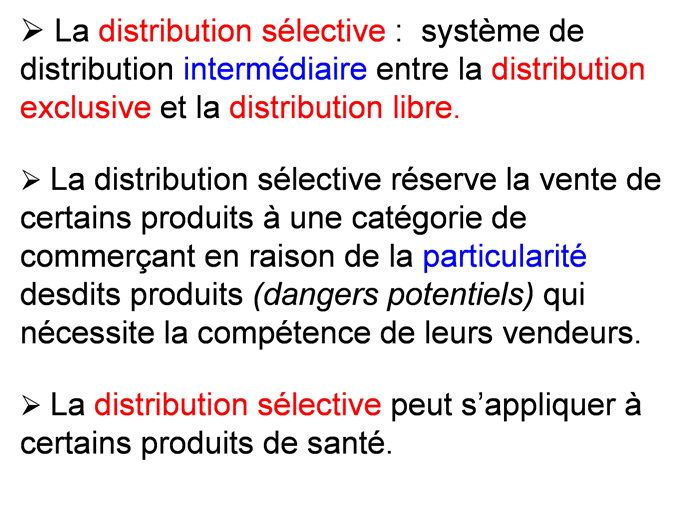 ➢ La distribution sélective : système de
distribution intermédiaire entre la distribution
exclusive et la distribution libre.
➢ La distribution sélective réserve la vente de
certains produits à une catégorie de
commerçant en raison de la particularité
desdits produits (dangers potentiels) qui
nécessite la compétence de leurs vendeurs.
➢ La distribution sélective peut s’appliquer à
certains produits de santé.